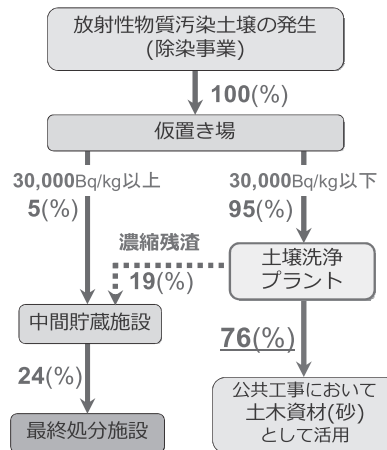 放射性物質汚染土壌の発生
(除染事業)
100(%)
仮置き場
30,000Bq/kg以上
5(%)
30,000Bq/kg以下
95(%)
濃縮残渣
19(%)
土壌洗浄
プラント
中間貯蔵施設
76(%)
24(%)
最終処分施設
公共工事において
土木資材(砂)
として活用